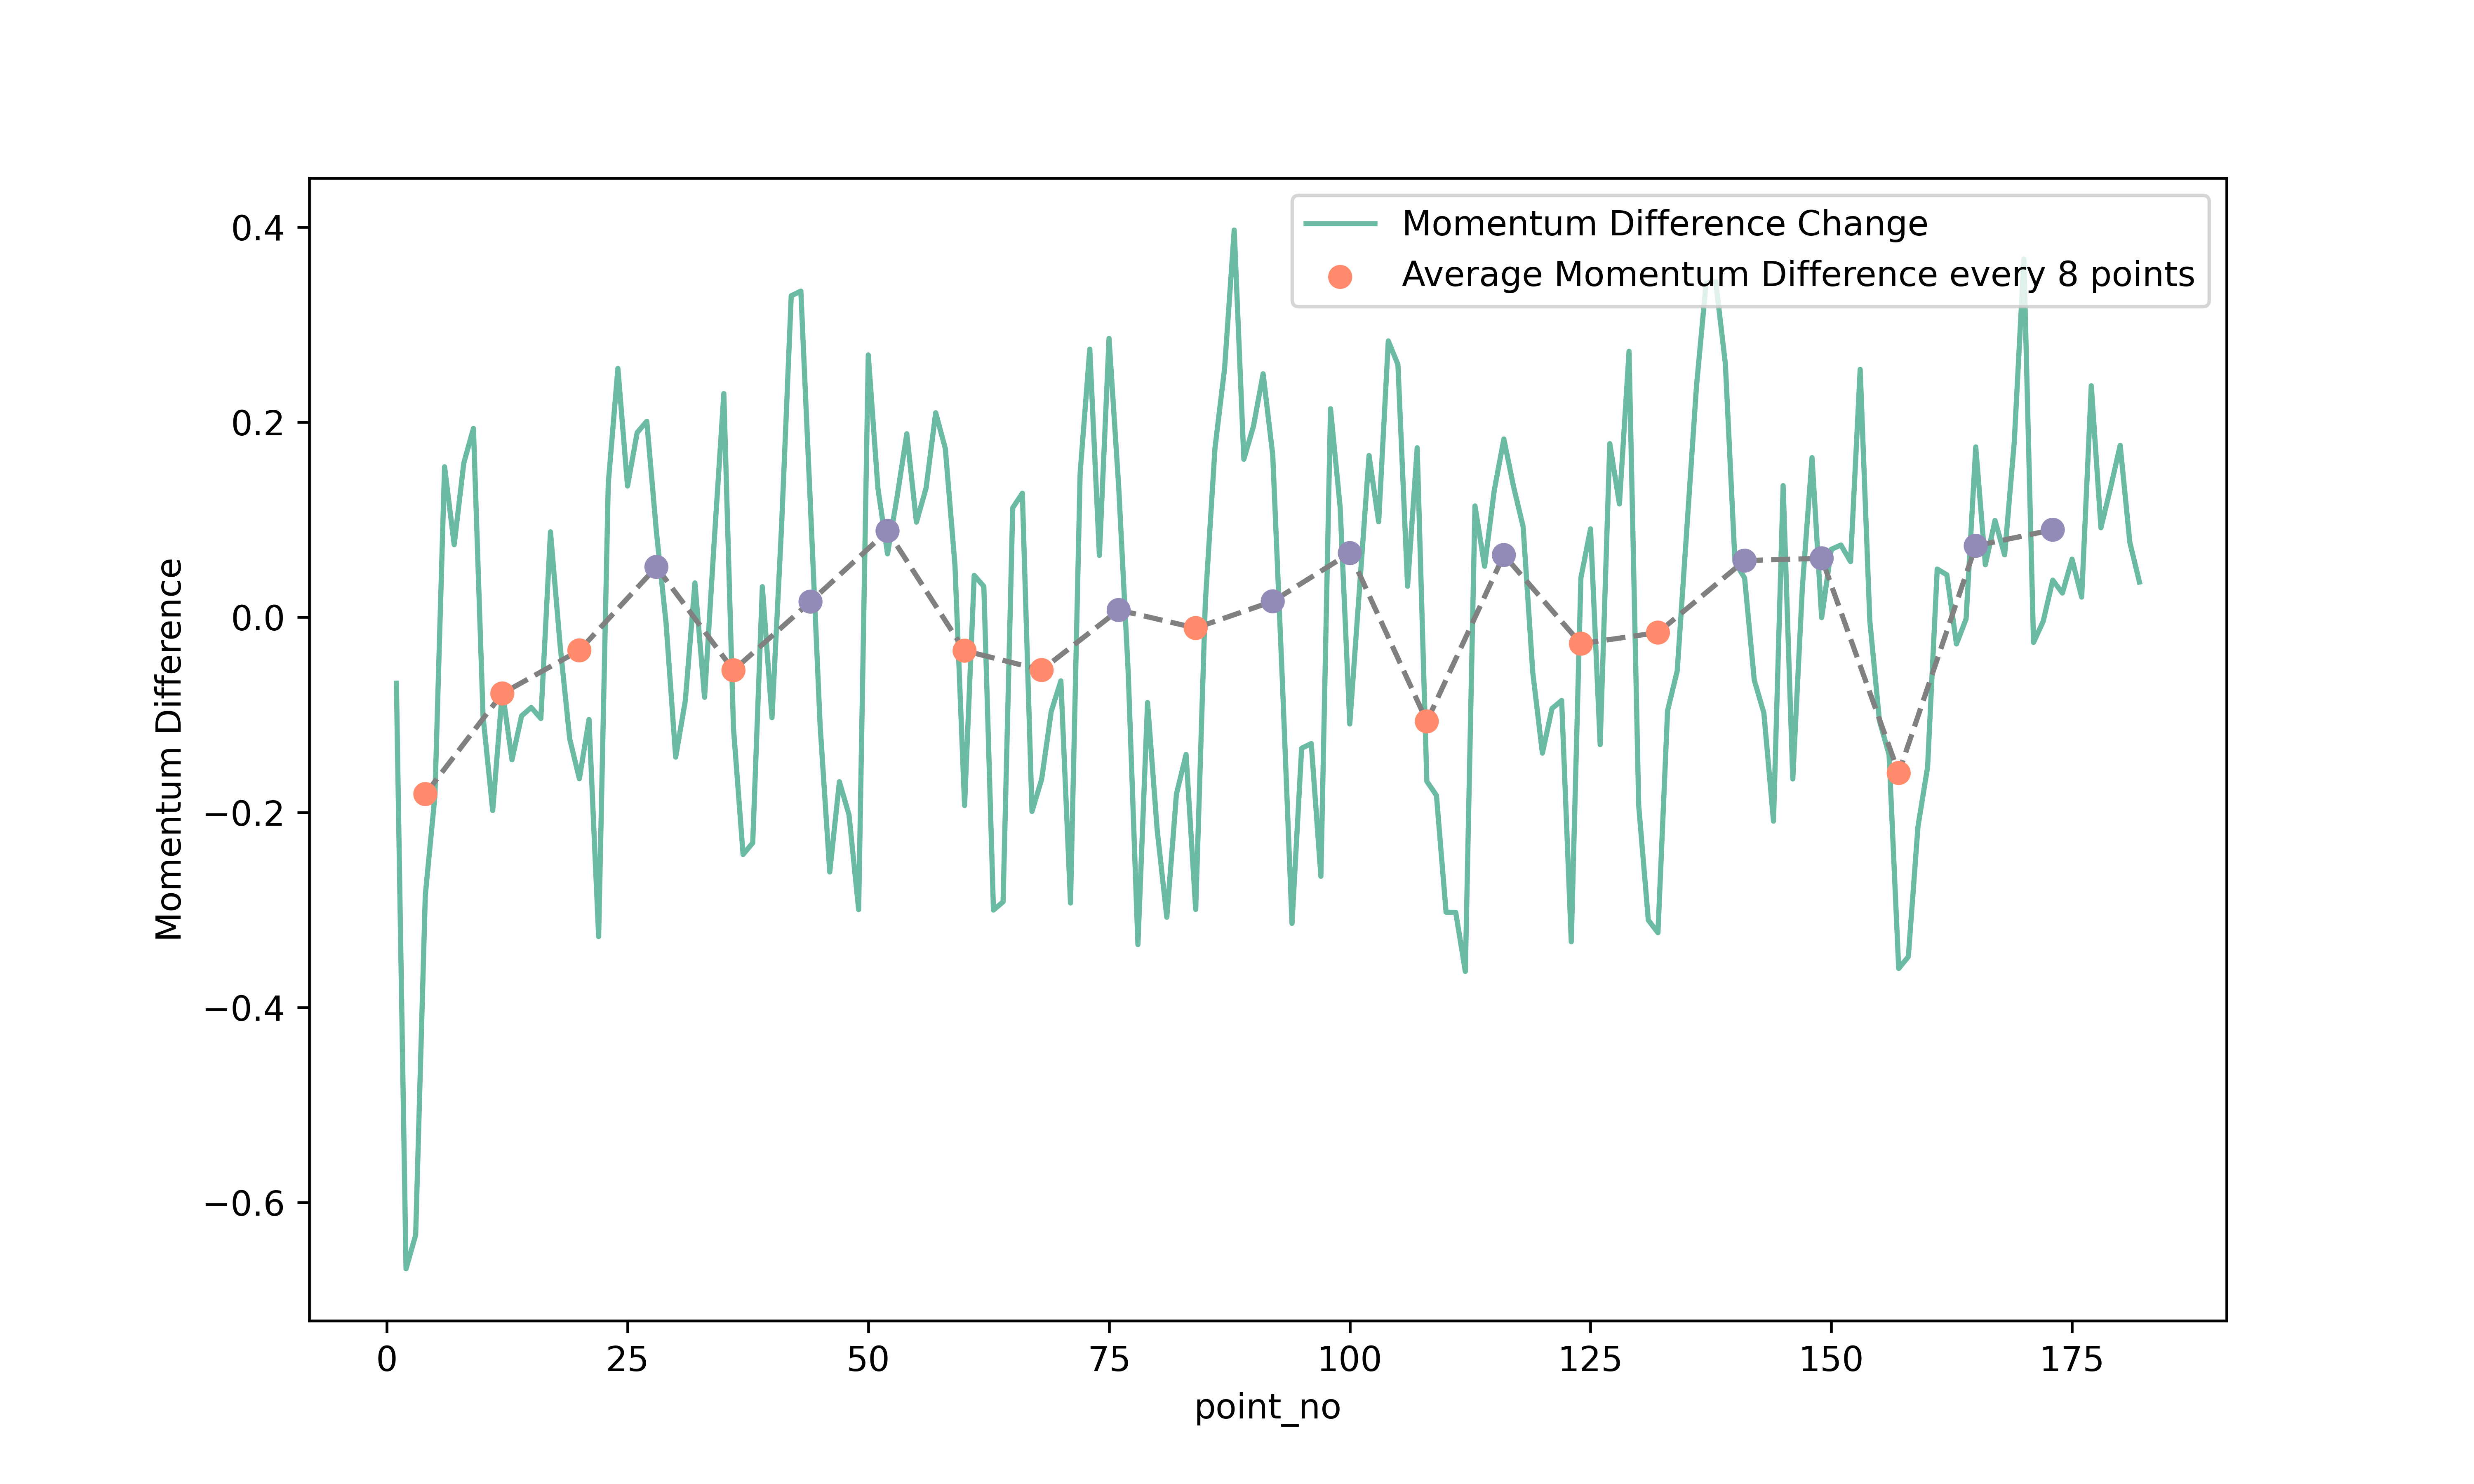 Momentum Difference Change
Average Momentum Difference every 8 points
Momentum Difference
0.4
0.2
0.0
−0.2
−0.4
−0.6
0 25 50 75 100 125 150 175
point_no